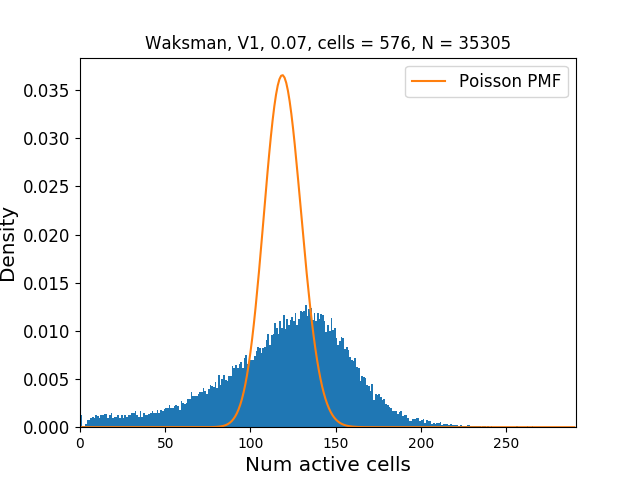 Waksman, V1, 0.07, cells = 576, N = 35305
Poisson PMF
Density
0.035
0.030
0.025
0.020
0.015
0.010
0.005
0.000
0 50 100 150 200 250
Num active cells